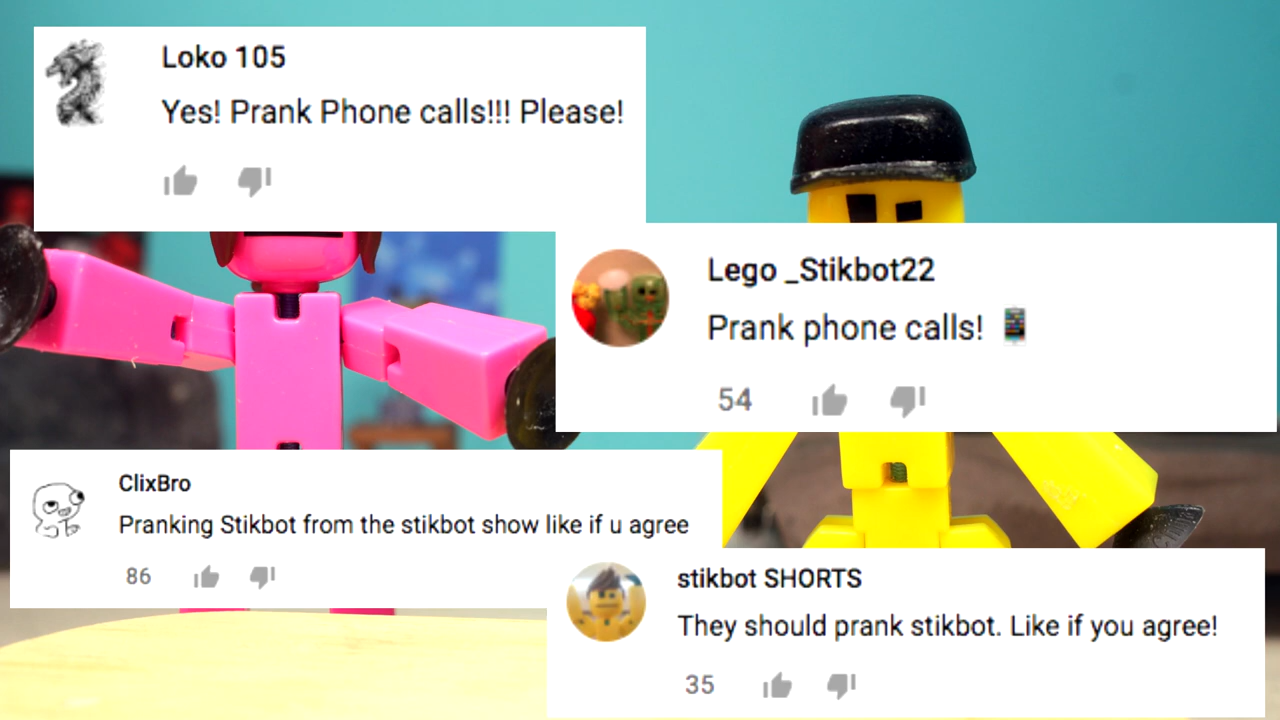 Loko 105
Yes! Prank Phone calls!!! Please!
Lego _Stikbot22
Prank phone calls! 📱
54
ClixBro
Pranking Stikbot from the stikbot show like if u agree
86
stikbot SHORTS
They should prank stikbot. Like if you agree!
35